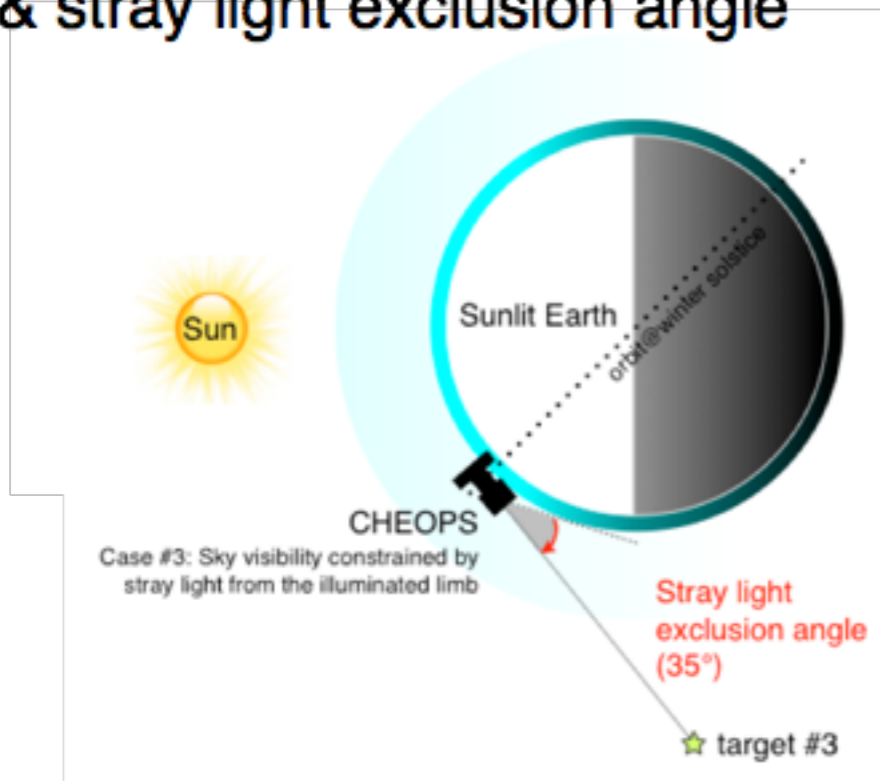 & stray light exclusion angle
Sun
Sunlit Earth
orbit@winter solstice
CHEOPS
Case #3: Sky visibility constrained by
stray light from the illuminated limb
Stray light
exclusion angle
(35°)
target #3